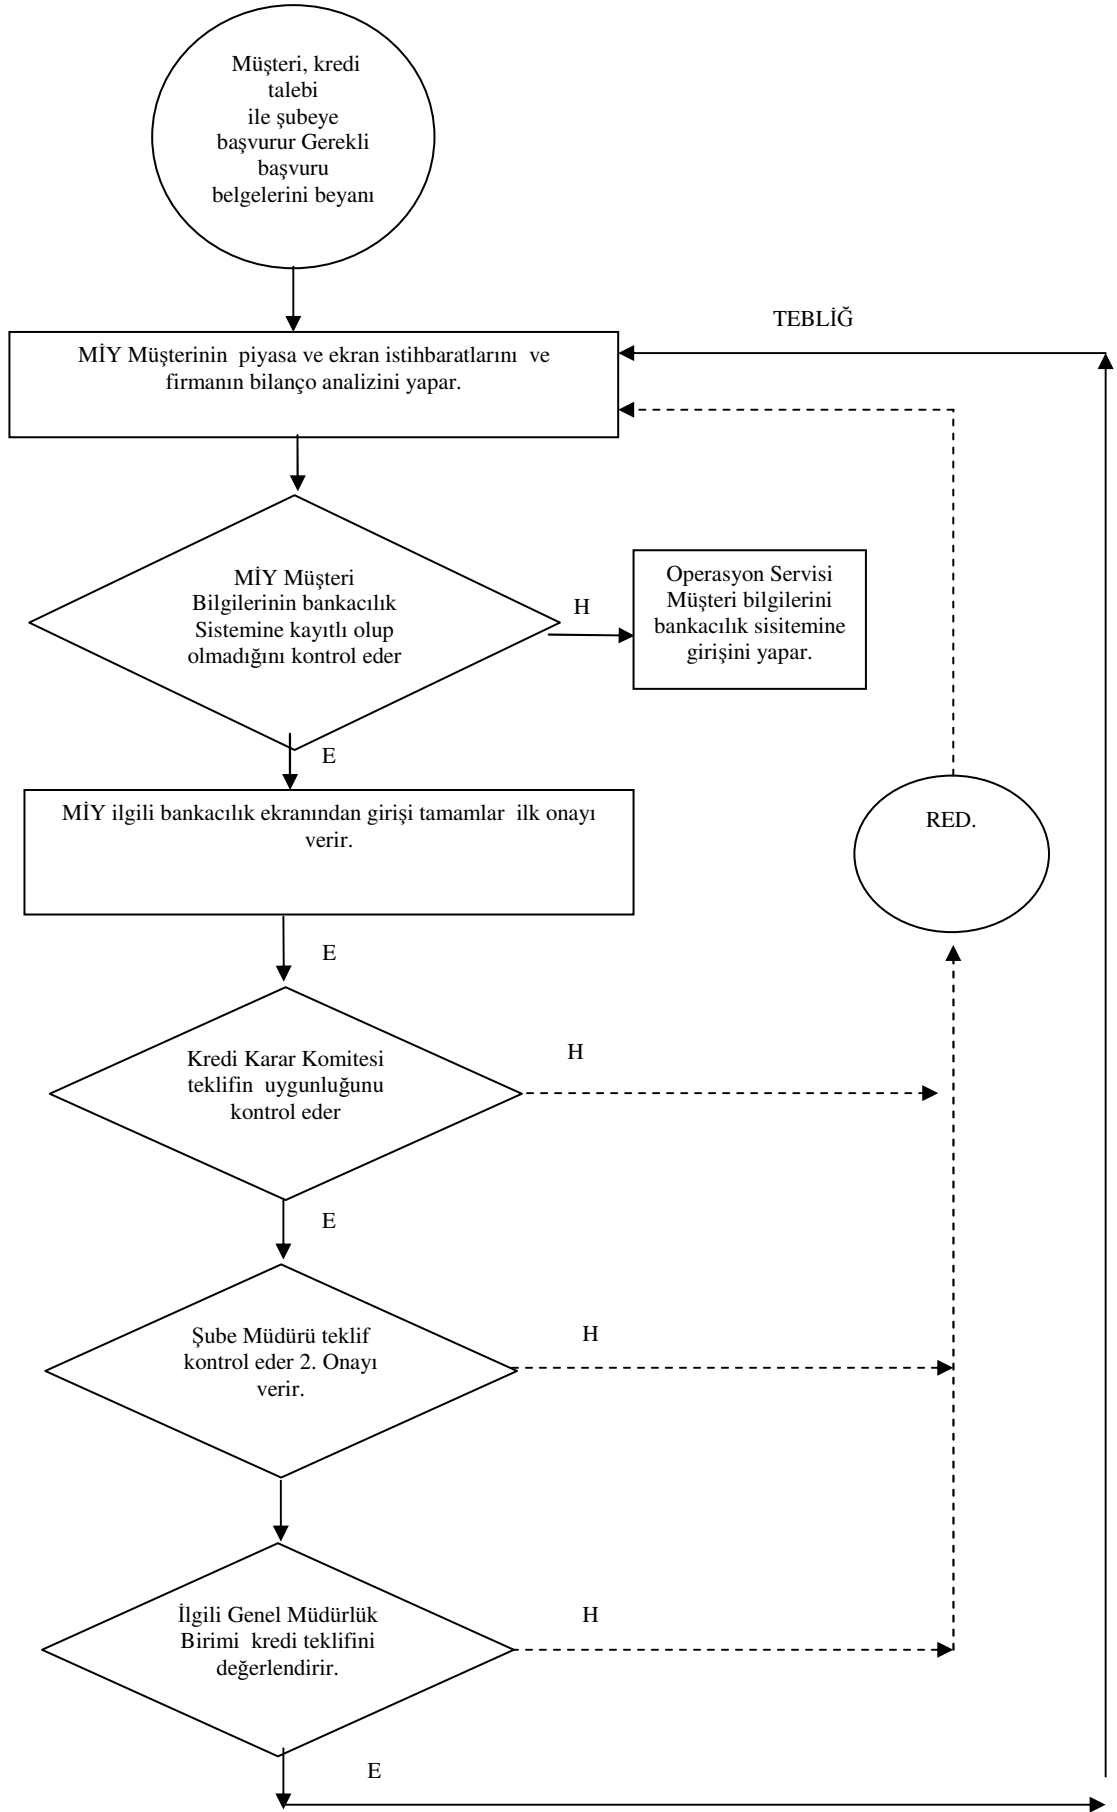 Müşteri, kredi
talebi
ile şubeye
başvurur Gerekli
başvuru
belgelerini beyanı
TEBLİĞ
MİY Müşterinin piyasa ve ekran istihbaratlarını ve
firmanın bilanço analizini yapar.
MİY Müşteri
Bilgilerinin bankacılık
Sistemine kayıtlı olup
olmadığını kontrol eder
H
Operasyon Servisi
Müşteri bilgilerini
bankacılık sisitemine
girişini yapar.
E
MİY ilgili bankacılık ekranından girişi tamamlar ilk onayı
verir.
RED.
E
Kredi Karar Komitesi
teklifin uygunluğunu
kontrol eder
H
E
Şube Müdürü teklif
kontrol eder 2. Onayı
verir.
H
İlgili Genel Müdürlük
Birimi kredi teklifini
değerlendirir.
H
E